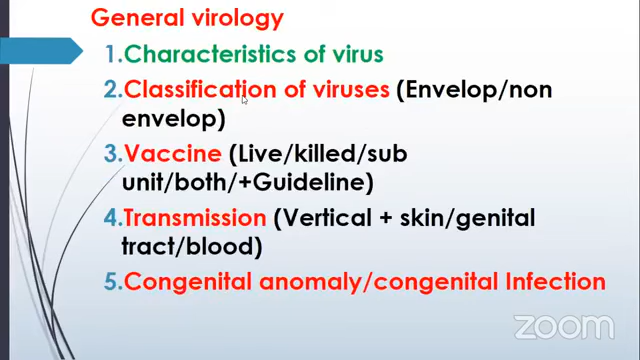 General virology
1.Characteristics of virus
2.Classification of viruses (Envelop/non
envelop)
3.Vaccine (Live/killed/sub
unit/both/+Guideline)
4.Transmission (Vertical + skin/genital
tract/blood)
5.Congenital anomaly/congenital Infection
zoom